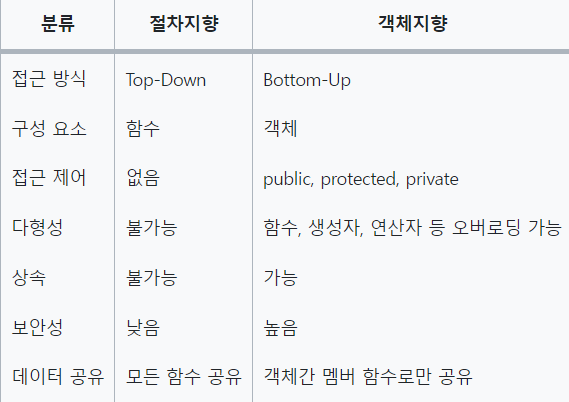 분류 절차지향 객체지향
접근 방식 Top-Down Bottom-Up
구성 요소 함수 객체
접근 제어 없음 public, protected, private
다형성 불가능 함수, 생성자, 연산자 등 오버로딩 가능
상속 불가능 가능
보안성 낮음 높음
데이터 공유 모든 함수 공유 객체간 멤버 함수로만 공유